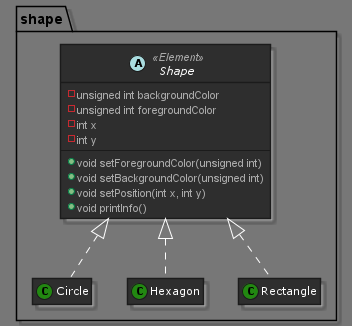 shape
A
«Element»
Shape
unsigned int backgroundColor
unsigned int foregroundColor
int x
int y
void setForegroundColor(unsigned int)
void setBackgroundColor(unsigned int)
void setPosition(int x, int y)
void printInfo()
C Circle
C Hexagon
C Rectangle